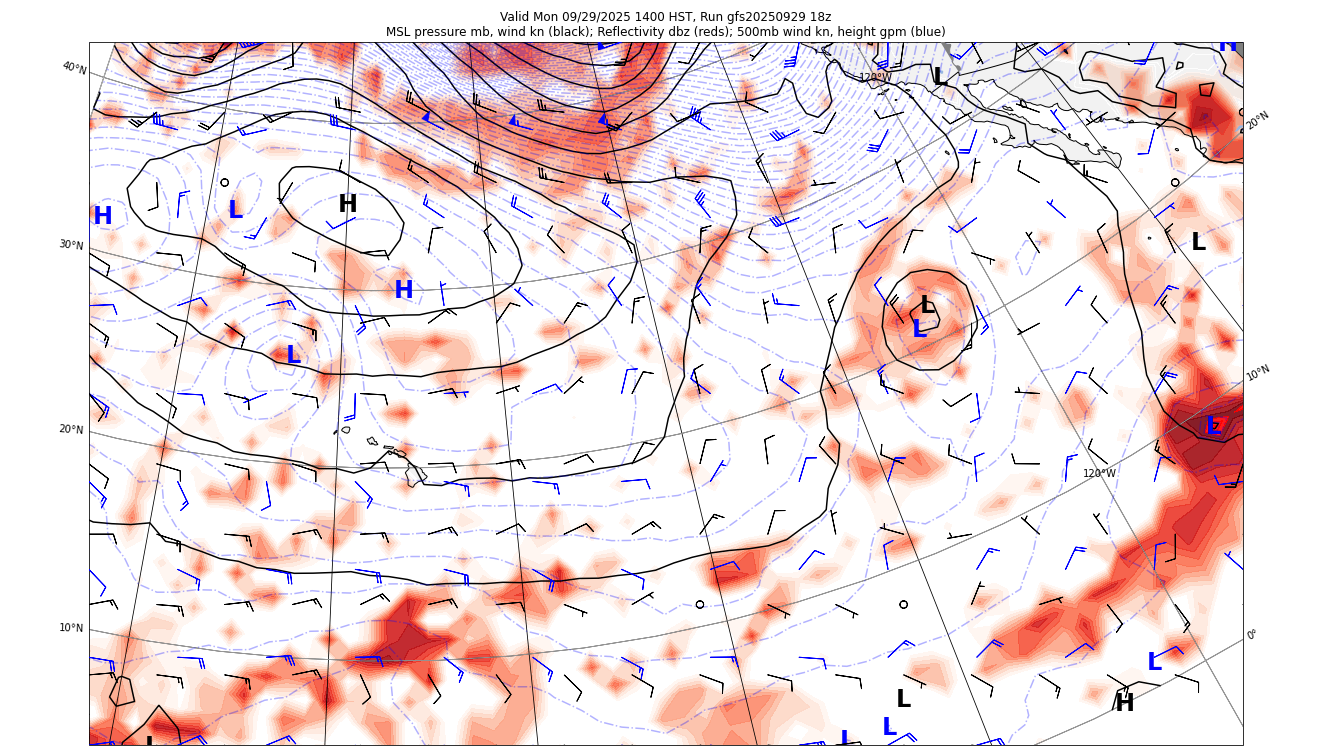 Valid Mon 09/29/2025 1400 HST, Run gfs20250929 18z
MSL pressure mb, wind kn (black); Reflectivity dbz (reds); 500mb wind kn, height gpm (blue)
H
40°N
120°W
L
20°N
H
L
H
L
30°N
H
L
L
L
10°N
20°N
L
120°W
10°N
0°
L
L
H
L
L
L